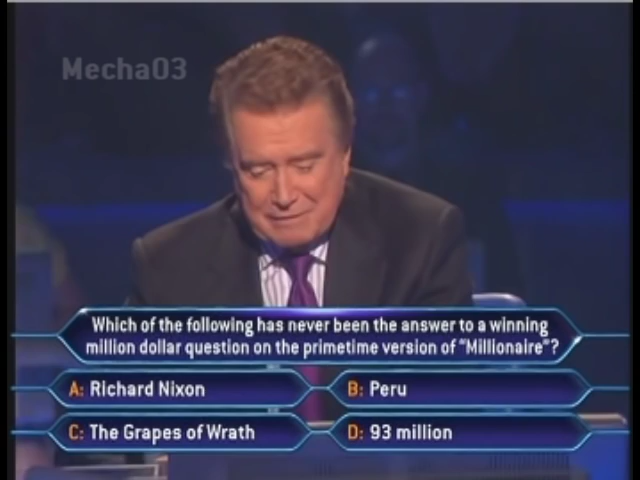 Mecha03
Which of the following has never been the answer to a winning
million dollar question on the primetime version of "Millionaire"?
A: Richard Nixon
B: Peru
C: The Grapes of Wrath
D: 93 million